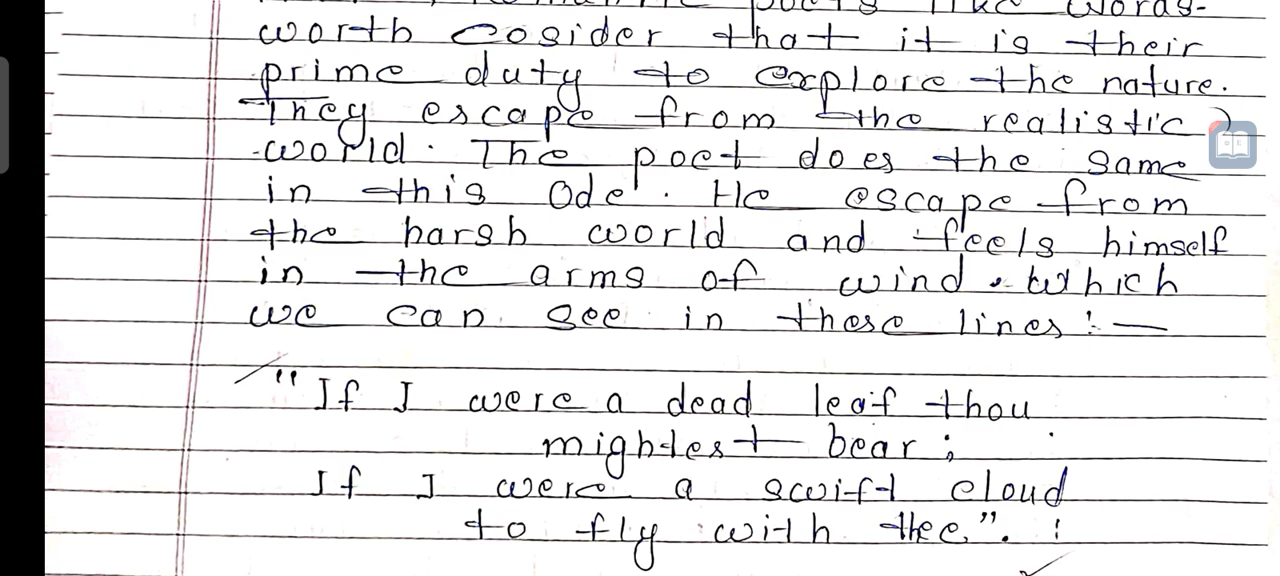 poets like Words-
worth cosider that it is their
prime duty to explore the nature.
They escape from the realistic
world. The poet does the same
in this Ode'. He escape from
the harsh world and feels himself
in the arms of wind. which
we can see in these lines :—
"If I were a dead leaf thou
mightest bear;
If I were a swift cloud
to fly with thee".